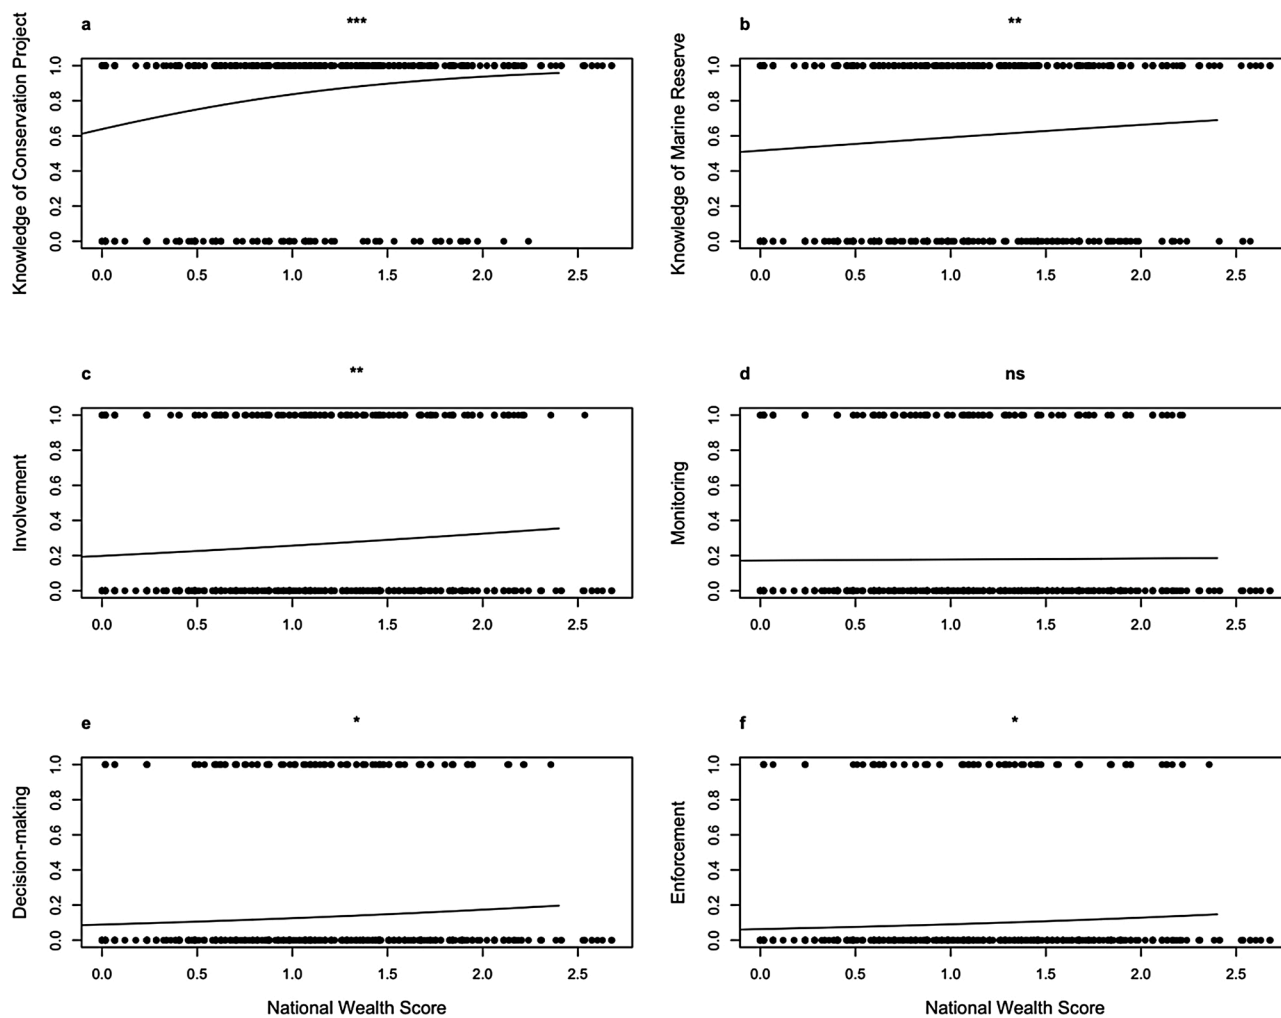 a
***
Knowledge of Conservation Project
1.0
0.8
0.6
0.4
0.2
0.0
0.0 0.5 1.0 1.5 2.0 2.5
b
**
Knowledge of Marine Reserve
1.0
0.8
0.6
0.4
0.2
0.0
0.0 0.5 1.0 1.5 2.0 2.5
c
**
Involvement
1.0
0.8
0.6
0.4
0.2
0.0
0.0 0.5 1.0 1.5 2.0 2.5
d
ns
Monitoring
1.0
0.8
0.6
0.4
0.2
0.0
0.0 0.5 1.0 1.5 2.0 2.5
e
*
Decision-making
1.0
0.8
0.6
0.4
0.2
0.0
0.0 0.5 1.0 1.5 2.0 2.5
National Wealth Score
f
*
Enforcement
1.0
0.8
0.6
0.4
0.2
0.0
0.0 0.5 1.0 1.5 2.0 2.5
National Wealth Score